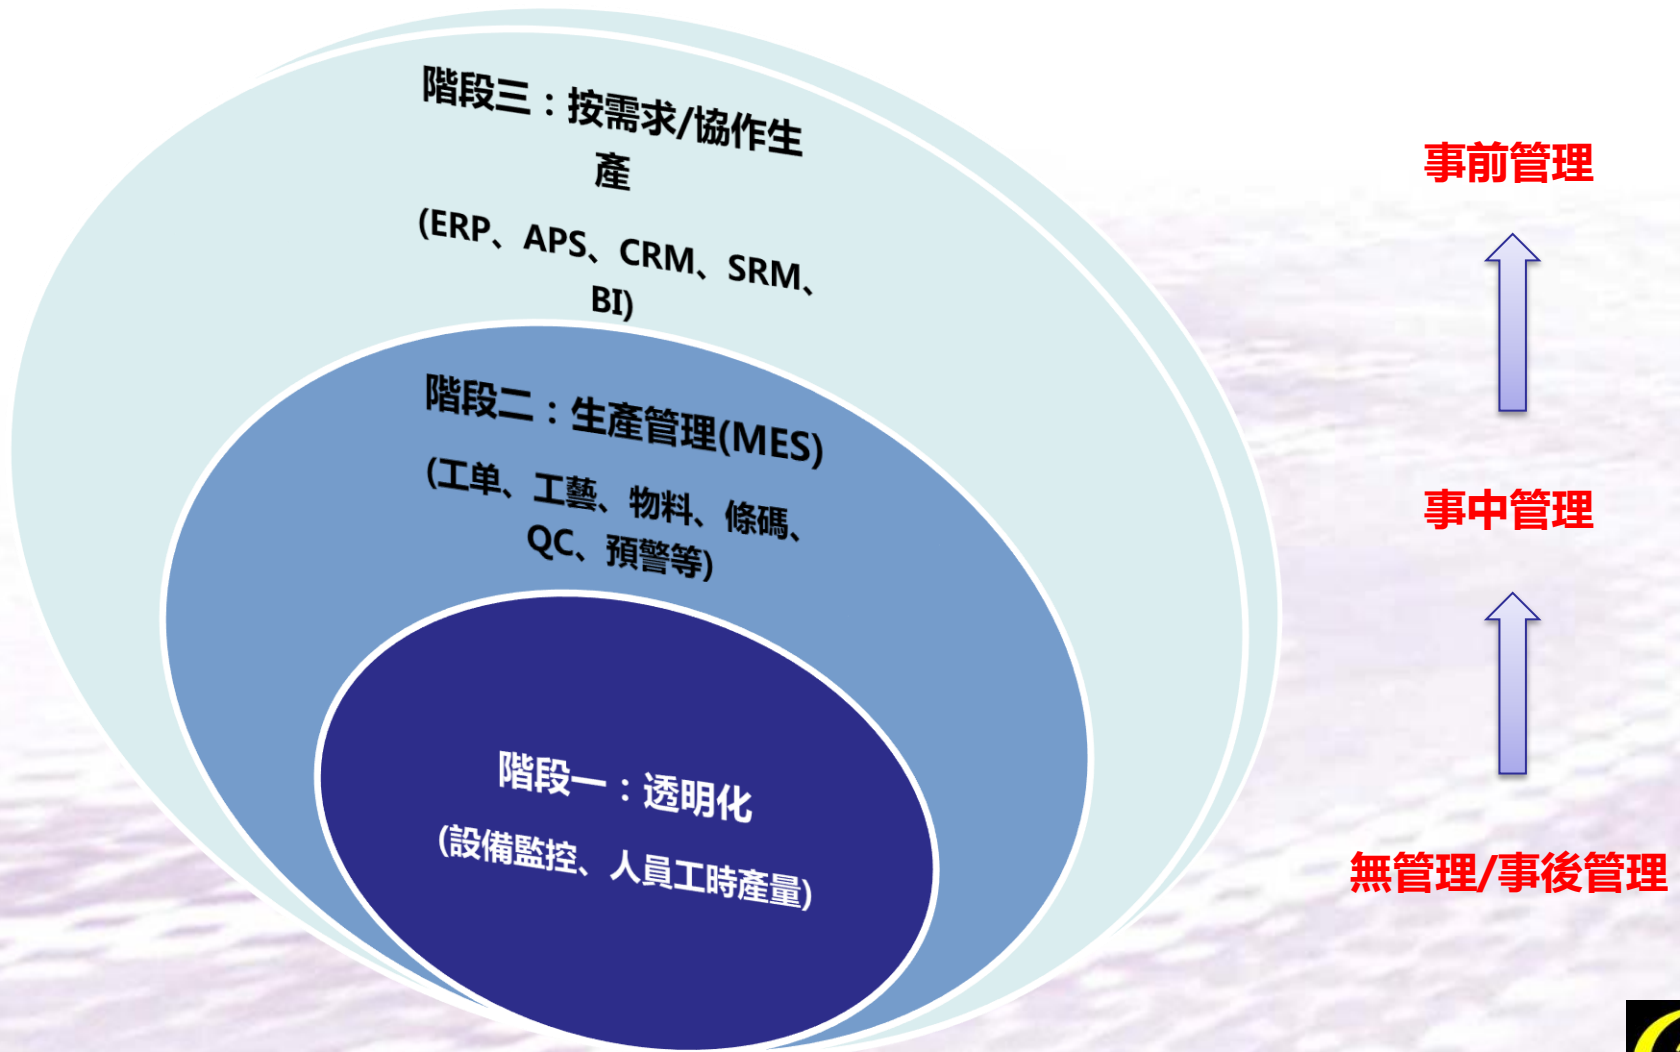 階段三：按需求/協作生
產
(ERP、APS、CRM、SRM、
BI)
階段二：生產管理(MES)
(工单、工藝、物料、條碼、
QC、預警等)
階段一：透明化
(設備監控、人員工時產量)
事前管理
事中管理
無管理/事後管理